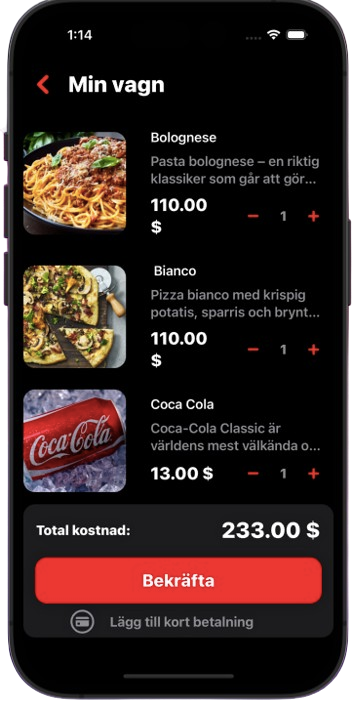 1:14
Min vagn
Bolognese
Pasta bolognese – en riktig
klassiker som går att gör...
110.00
$
1
Bianco
Pizza bianco med krispig
potatis, sparris och brynt...
110.00
$
1
Coca-Cola
Coca Cola
Coca-Cola Classic är
världens mest välkända o...
13.00 $
1
Total kostnad:
233.00 $
Bekräfta
Lägg till kort betalning